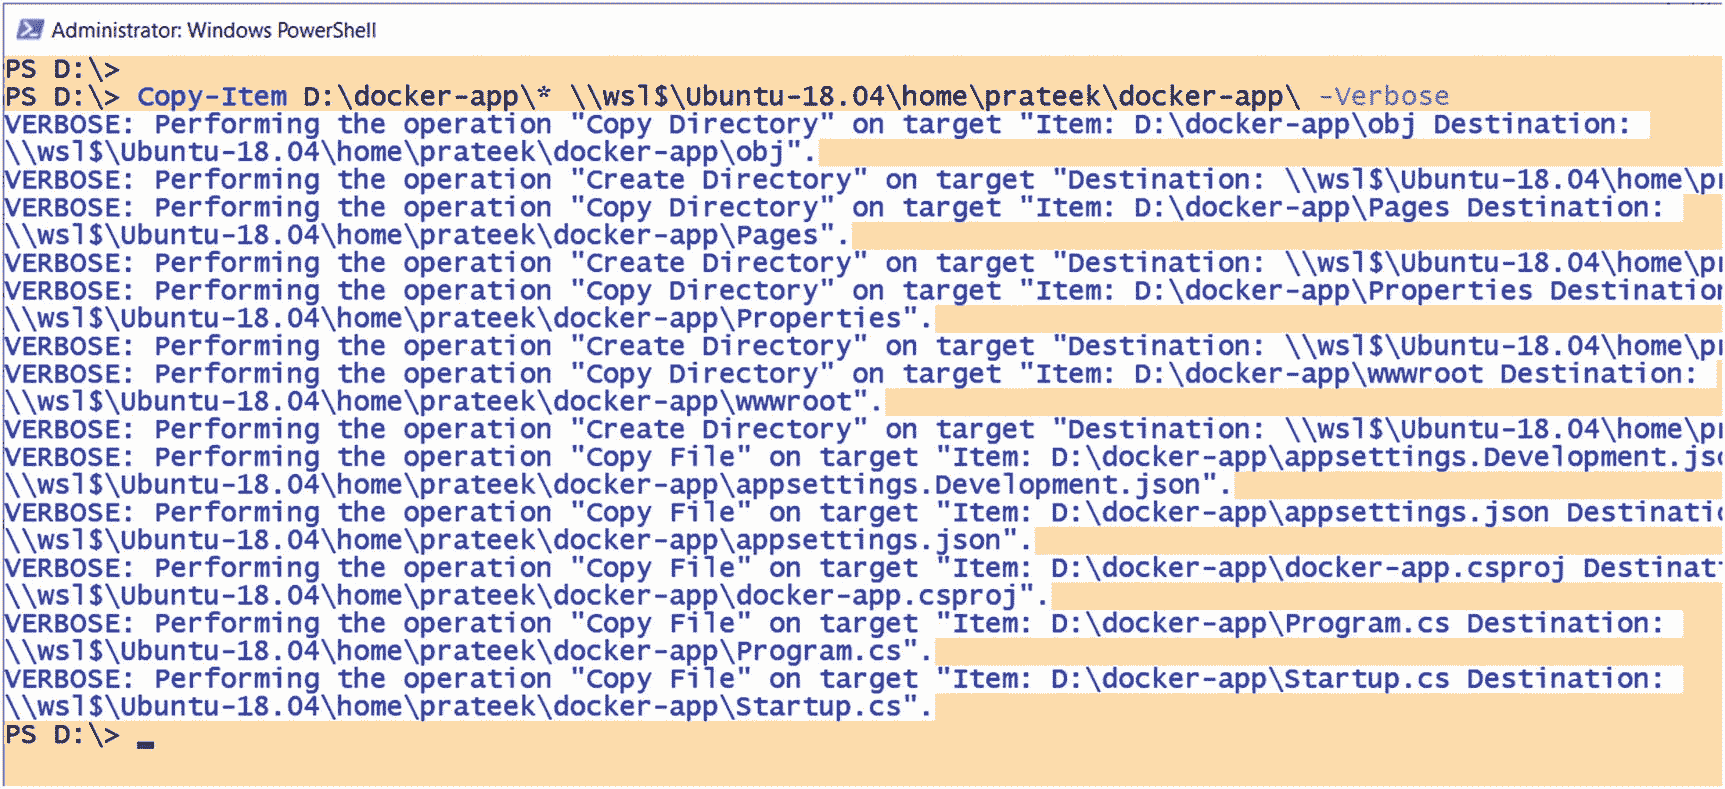 Administrator: Windows PowerShell
PS D:\>
PS D:\> Copy-Item D:\docker-app\* \\wsl$\Ubuntu-18.04\home\prateek\docker-app\ -Verbose
VERBOSE: Performing the operation "Copy Directory" on target "Item: D:\docker-app\obj Destination:
\\wsl$\Ubuntu-18.04\home\prateek\docker-app\obj".
VERBOSE: Performing the operation "Create Directory" on target "Destination: \\wsl$\Ubuntu-18.04\home\pr
VERBOSE: Performing the operation "Copy Directory" on target "Item: D:\docker-app\Pages Destination:
\\wsl$\Ubuntu-18.04\home\prateek\docker-app\Pages".
VERBOSE: Performing the operation "Create Directory" on target "Destination: \\wsl$\Ubuntu-18.04\home\pr
VERBOSE: Performing the operation "Copy Directory" on target "Item: D:\docker-app\Properties Destination
\\wsl$\Ubuntu-18.04\home\prateek\docker-app\Properties".
VERBOSE: Performing the operation "Create Directory" on target "Destination: \\wsl$\Ubuntu-18.04\home\pr
VERBOSE: Performing the operation "Copy Directory" on target "Item: D:\docker-app\wwwroot Destination:
\\wsl$\Ubuntu-18.04\home\prateek\docker-app\wwwroot".
VERBOSE: Performing the operation "Create Directory" on target "Destination: \\wsl$\Ubuntu-18.04\home\pr
VERBOSE: Performing the operation "Copy File" on target "Item: D:\docker-app\appsettings.Development.jso
\\wsl$\Ubuntu-18.04\home\prateek\docker-app\appsettings.Development.json".
VERBOSE: Performing the operation "Copy File" on target "Item: D:\docker-app\appsettings.json Destinatio
\\wsl$\Ubuntu-18.04\home\prateek\docker-app\appsettings.json".
VERBOSE: Performing the operation "Copy File" on target "Item: D:\docker-app\docker-app.csproj Destinat
\\wsl$\Ubuntu-18.04\home\prateek\docker-app\docker-app.csproj".
VERBOSE: Performing the operation "Copy File" on target "Item: D:\docker-app\Program.cs Destination:
\\wsl$\Ubuntu-18.04\home\prateek\docker-app\Program.cs".
VERBOSE: Performing the operation "Copy File" on target "Item: D:\docker-app\Startup.cs Destination:
\\wsl$\Ubuntu-18.04\home\prateek\docker-app\Startup.cs".
PS D:\>